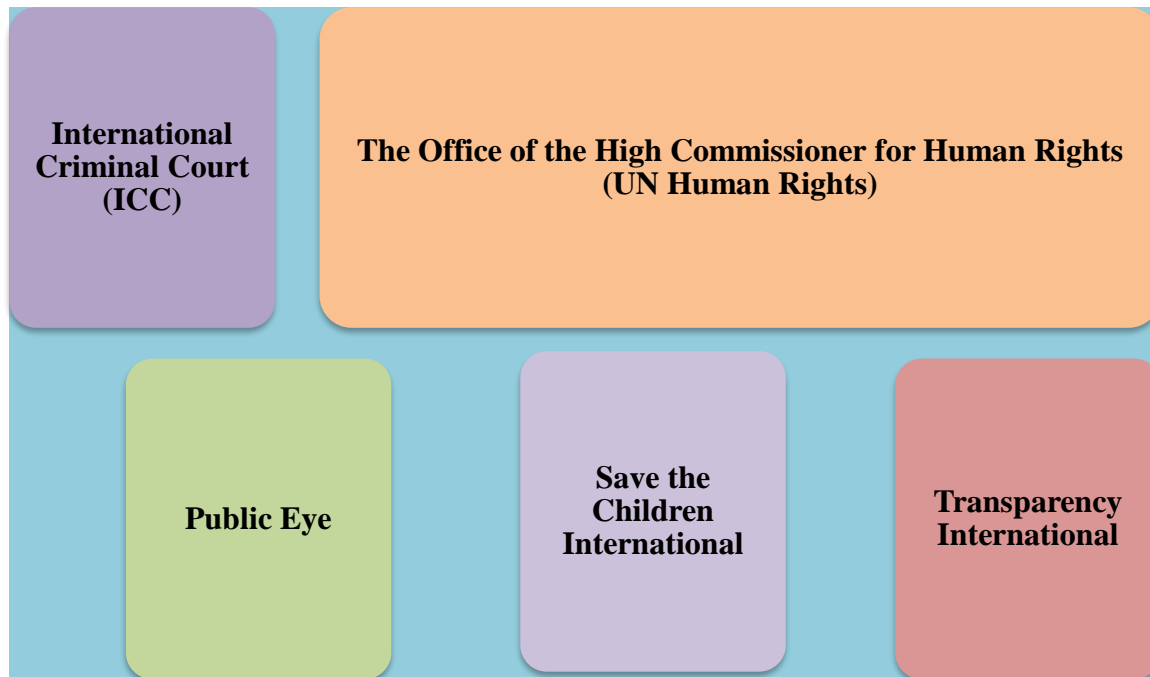 International
Criminal Court
(ICC)
The Office of the High Commissioner for Human Rights
(UN Human Rights)
Public Eye
Save the
Children
International
Transparency
International